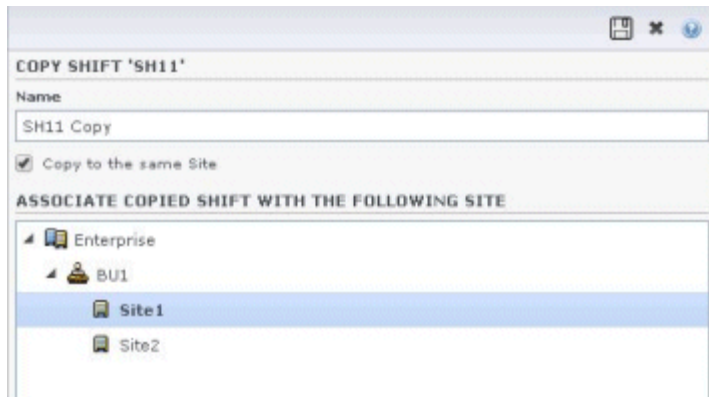 COPY SHIFT 'SH11'
Name
SH11 Copy
Copy to the same Site
ASSOCIATE COPIED SHIFT WITH THE FOLLOWING SITE
Enterprise
BU1
Site1
Site2